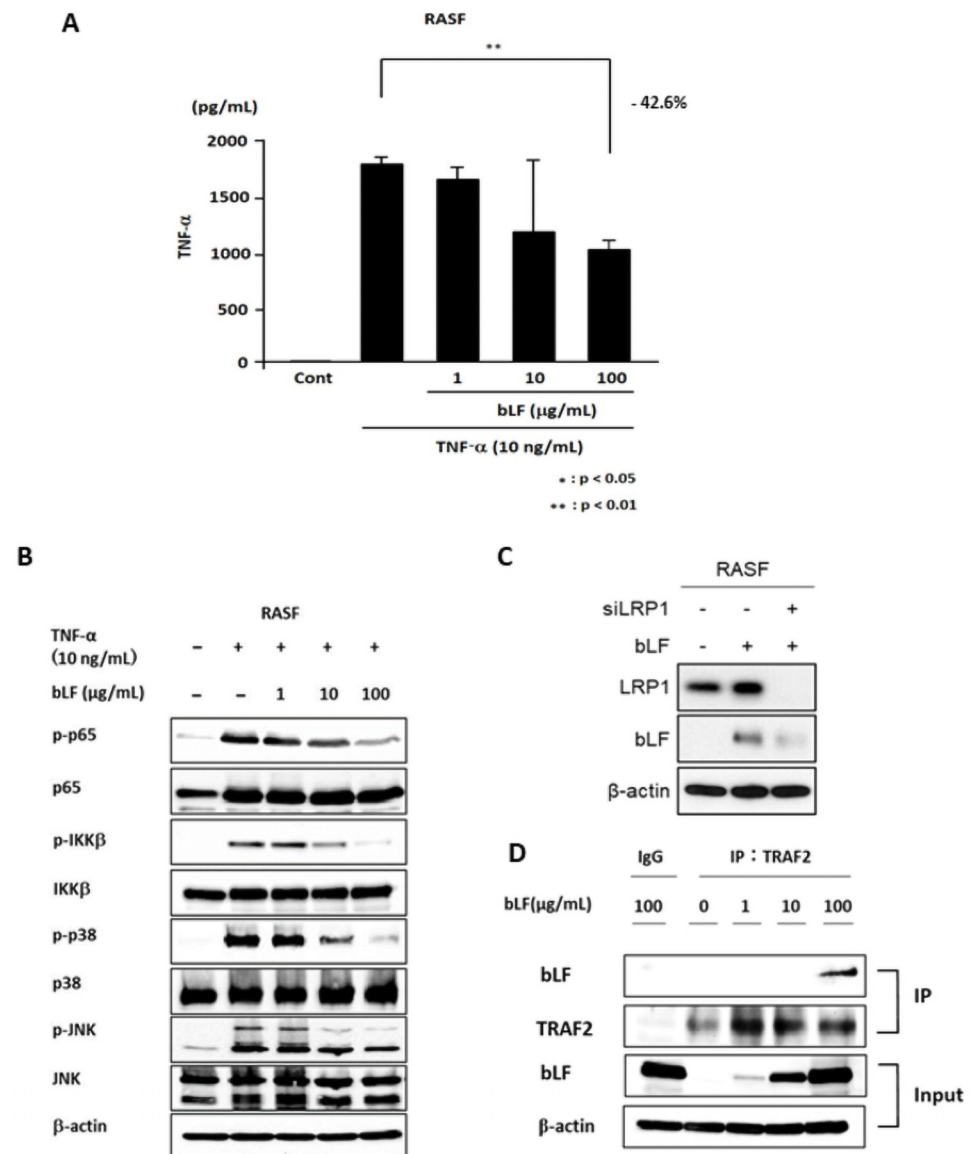 A
RASF
**
- 42.6%
(pg/mL)
2000
1500
1000
500
0
TNF-α
Cont
1 10 100
bLF (μg/mL)
TNF-α (10 ng/mL)
* : p < 0.05
** : p < 0.01
B
RASF
TNF-α
(10 ng/mL) – + + + +
bLF (μg/mL) – – 1 10 100
p-p65
p65
p-IKKβ
IKKβ
p-p38
p38
p-JNK
JNK
β-actin
C
RASF
siLRP1 - - +
bLF - + +
LRP1
bLF
β-actin
D
IgG IP : TRAF2
bLF(μg/mL) 100 0 1 10 100
bLF
TRAF2
IP
bLF
β-actin
Input